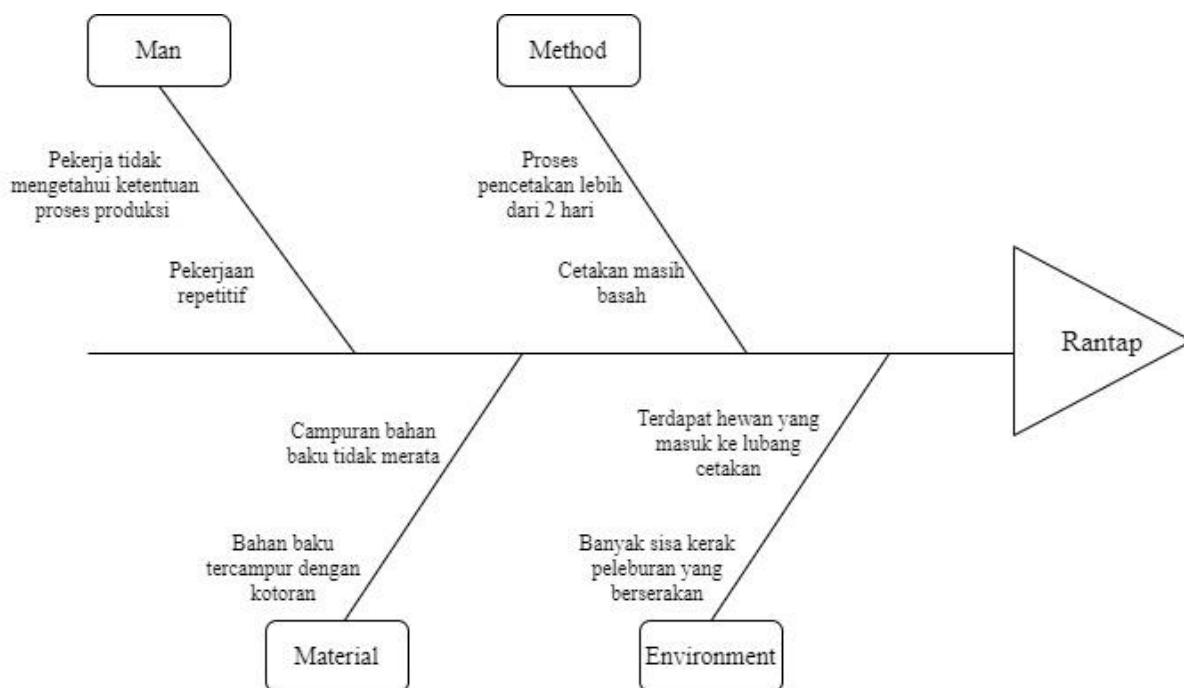 Man
Method
Pekerja tidak
mengetahui ketentuan
proses produksi
Proses
pencetakan lebih
dari 2 hari
Pekerjaan
repetitif
Cetakan masih
basah
Rantap
Campuran bahan
baku tidak merata
Terdapat hewan yang
masuk ke lubang
cetakan
Bahan baku
tercampur dengan
kotoran
Banyak sisa kerak
peleburan yang
berserakan
Material
Environment